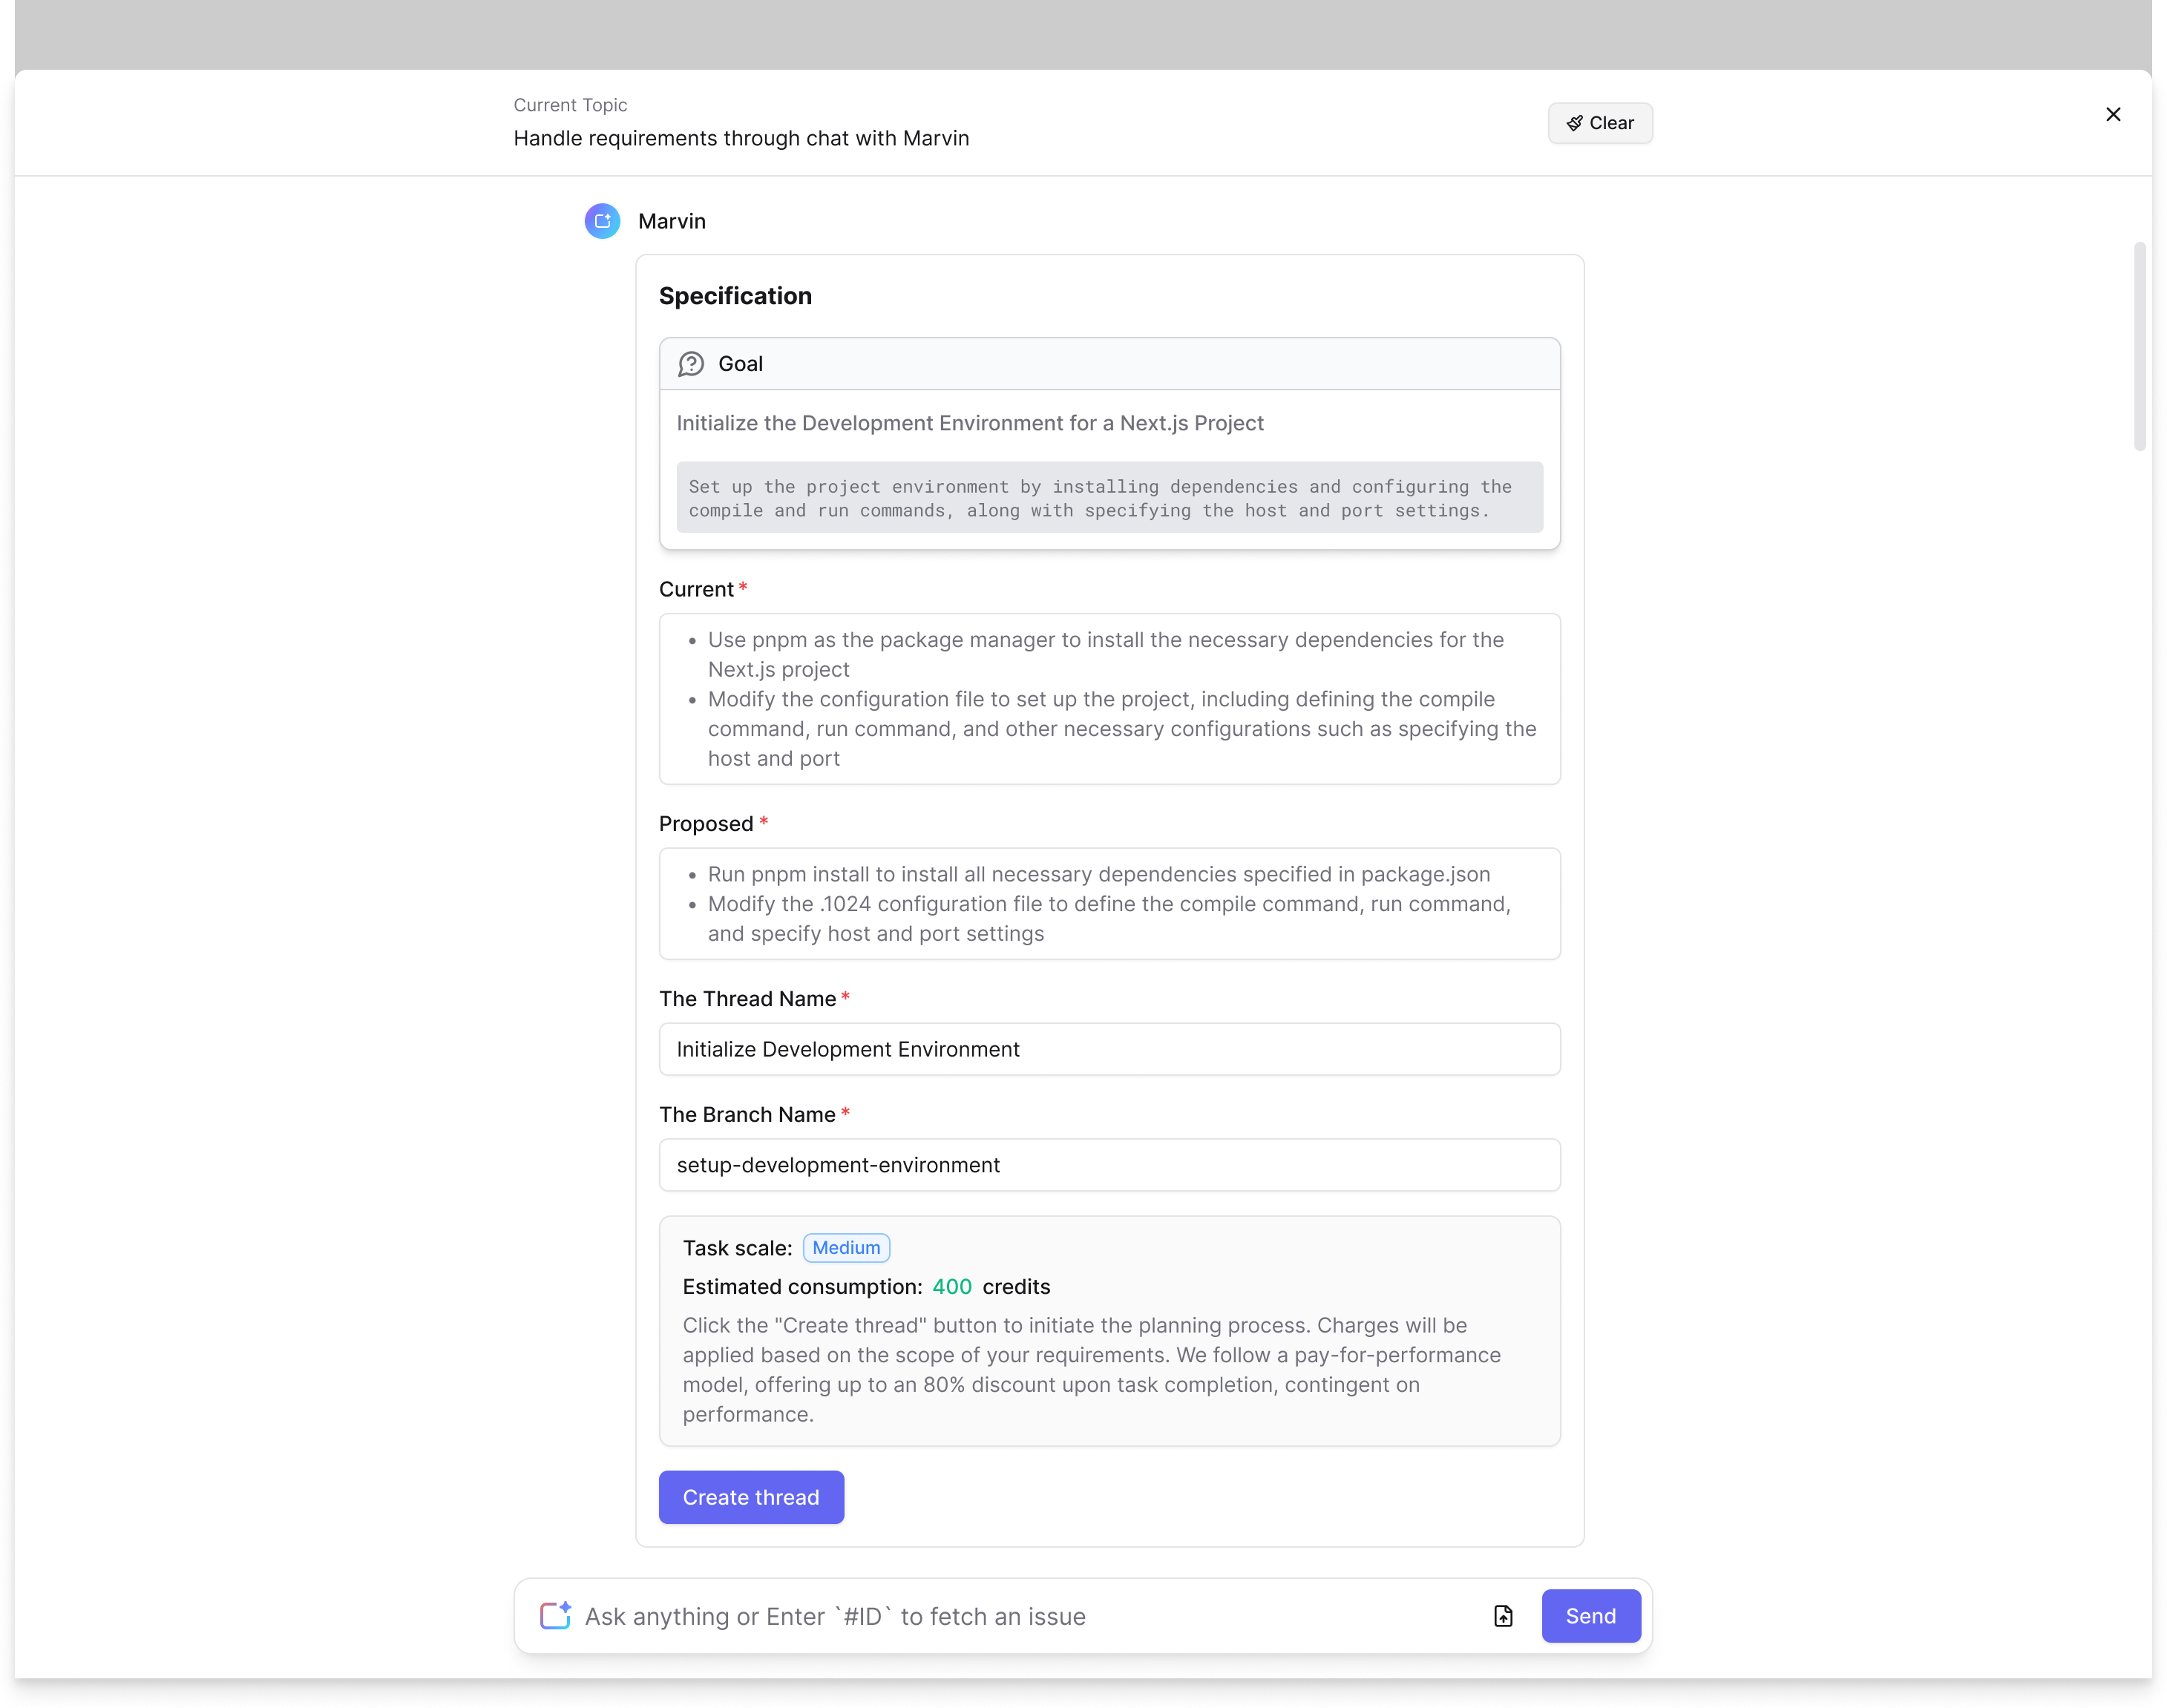 Current Topic
Handle requirements through chat with Marvin
Clear
Marvin
Specification
Goal
Initialize the Development Environment for a Next.js Project
Set up the project environment by installing dependencies and configuring the
compile and run commands, along with specifying the host and port settings.
Current*
• Use pnpm as the package manager to install the necessary dependencies for the
Next.js project
• Modify the configuration file to set up the project, including defining the compile
command, run command, and other necessary configurations such as specifying the
host and port
Proposed *
• Run pnpm install to install all necessary dependencies specified in package.json
• Modify the .1024 configuration file to define the compile command, run command,
and specify host and port settings
The Thread Name*
Initialize Development Environment
The Branch Name*
setup-development-environment
Task scale: Medium
Estimated consumption: 400 credits
Click the "Create thread" button to initiate the planning process. Charges will be
applied based on the scope of your requirements. We follow a pay-for-performance
model, offering up to an 80% discount upon task completion, contingent on
performance.
Create thread
Ask anything or Enter `#ID` to fetch an issue
Send